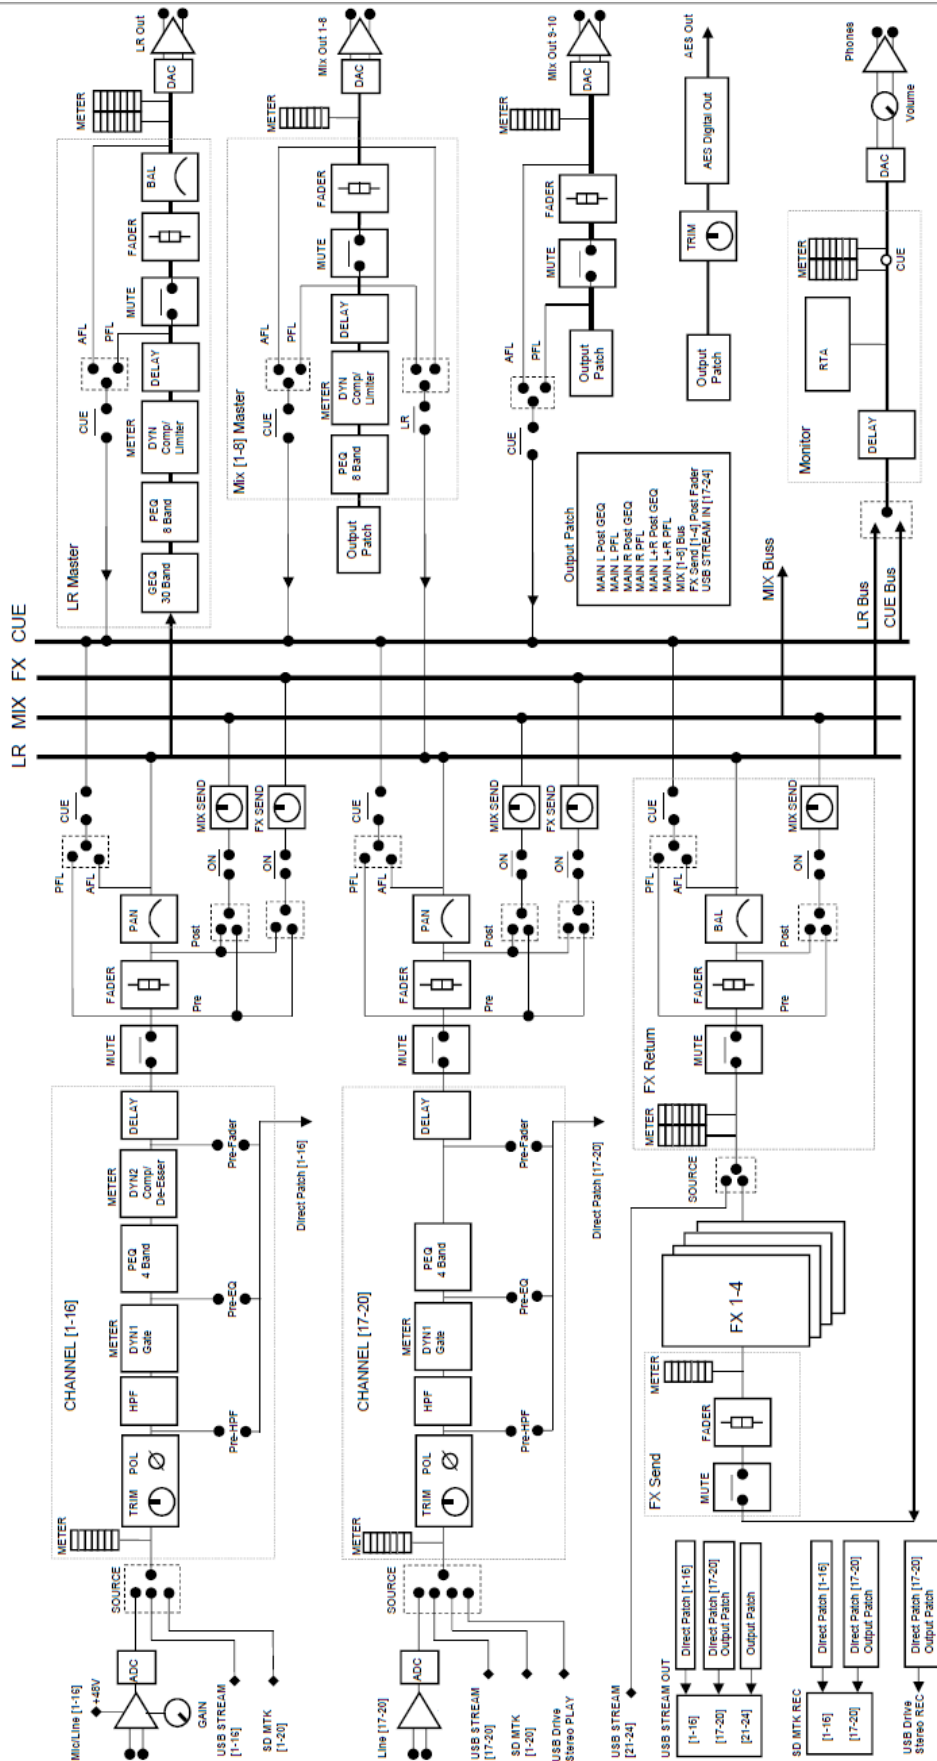 Mic/Line [1-16]
+48V
GAIN
ADC
USB STREAM
[1-16]
SD MTK
[1-20]
SOURCE
METER
CHANNEL [1-16]
TRIM
POL
HPF
METER
DYN1
Gate
PEQ
4 Band
METER
DYN2
Comp/
De-Esser
DELAY
Pre-HPF
Pre-EQ
Pre-Fader
Direct Patch [1-16]
MUTE
FADER
PAN
Pre
Post
PFL
AFL
CUE
ON
MIX SEND
ON
FX SEND
Line [17-20]
ADC
USB STREAM
[17-20]
SD MTK
[1-20]
USB Drive
Stereo PLAY
SOURCE
METER
CHANNEL [17-20]
TRIM
POL
HPF
METER
DYN1
Gate
PEQ
4 Band
DELAY
Pre-HPF
Pre-EQ
Pre-Fader
Direct Patch [17-20]
MUTE
FADER
PAN
Pre
Post
PFL
AFL
CUE
ON
MIX SEND
ON
FX SEND
USB STREAM
[21-24]
FX Send
MUTE
FADER
METER
FX 1-4
SOURCE
METER
FX Return
MUTE
FADER
BAL
Pre
Post
PFL
AFL
CUE
ON
MIX SEND
USB STREAM OUT
[1-16]
Direct Patch [1-16]
[17-20]
Direct Patch [17-20]
Output Patch
[21-24]
Output Patch
SD MTK REC
[1-16]
Direct Patch [1-16]
[17-20]
Direct Patch [17-20]
Output Patch
USB Drive
Stereo REC
Direct Patch [17-20]
Output Patch
LR
MIX
FX
CUE
LR Master
GEQ
30 Band
PEQ
8 Band
METER
DYN
Comp/
Limiter
DELAY
MUTE
FADER
BAL
CUE
AFL
PFL
METER
DAC
LR Out
Mix [1-8] Master
Output
Patch
PEQ
8 Band
METER
DYN
Comp/
Limiter
DELAY
MUTE
FADER
CUE
AFL
PFL
LR
METER
DAC
Mix Out 1-8
CUE
AFL
PFL
Output
Patch
MUTE
FADER
METER
DAC
Mix Out 9-10
Output Patch
MAIN L Post GEQ
MAIN L PFL
MAIN R Post GEQ
MAIN R PFL
MAIN L+R Post GEQ
MAIN L+R PFL
MIX [1-8] Bus
FX Send [1-4] Post Fader
USB STREAM IN [17-24]
Output
Patch
TRIM
AES Digital Out
AES Out
MIX Buss
LR Bus
CUE Bus
Monitor
DELAY
RTA
METER
CUE
DAC
Volume
Phones